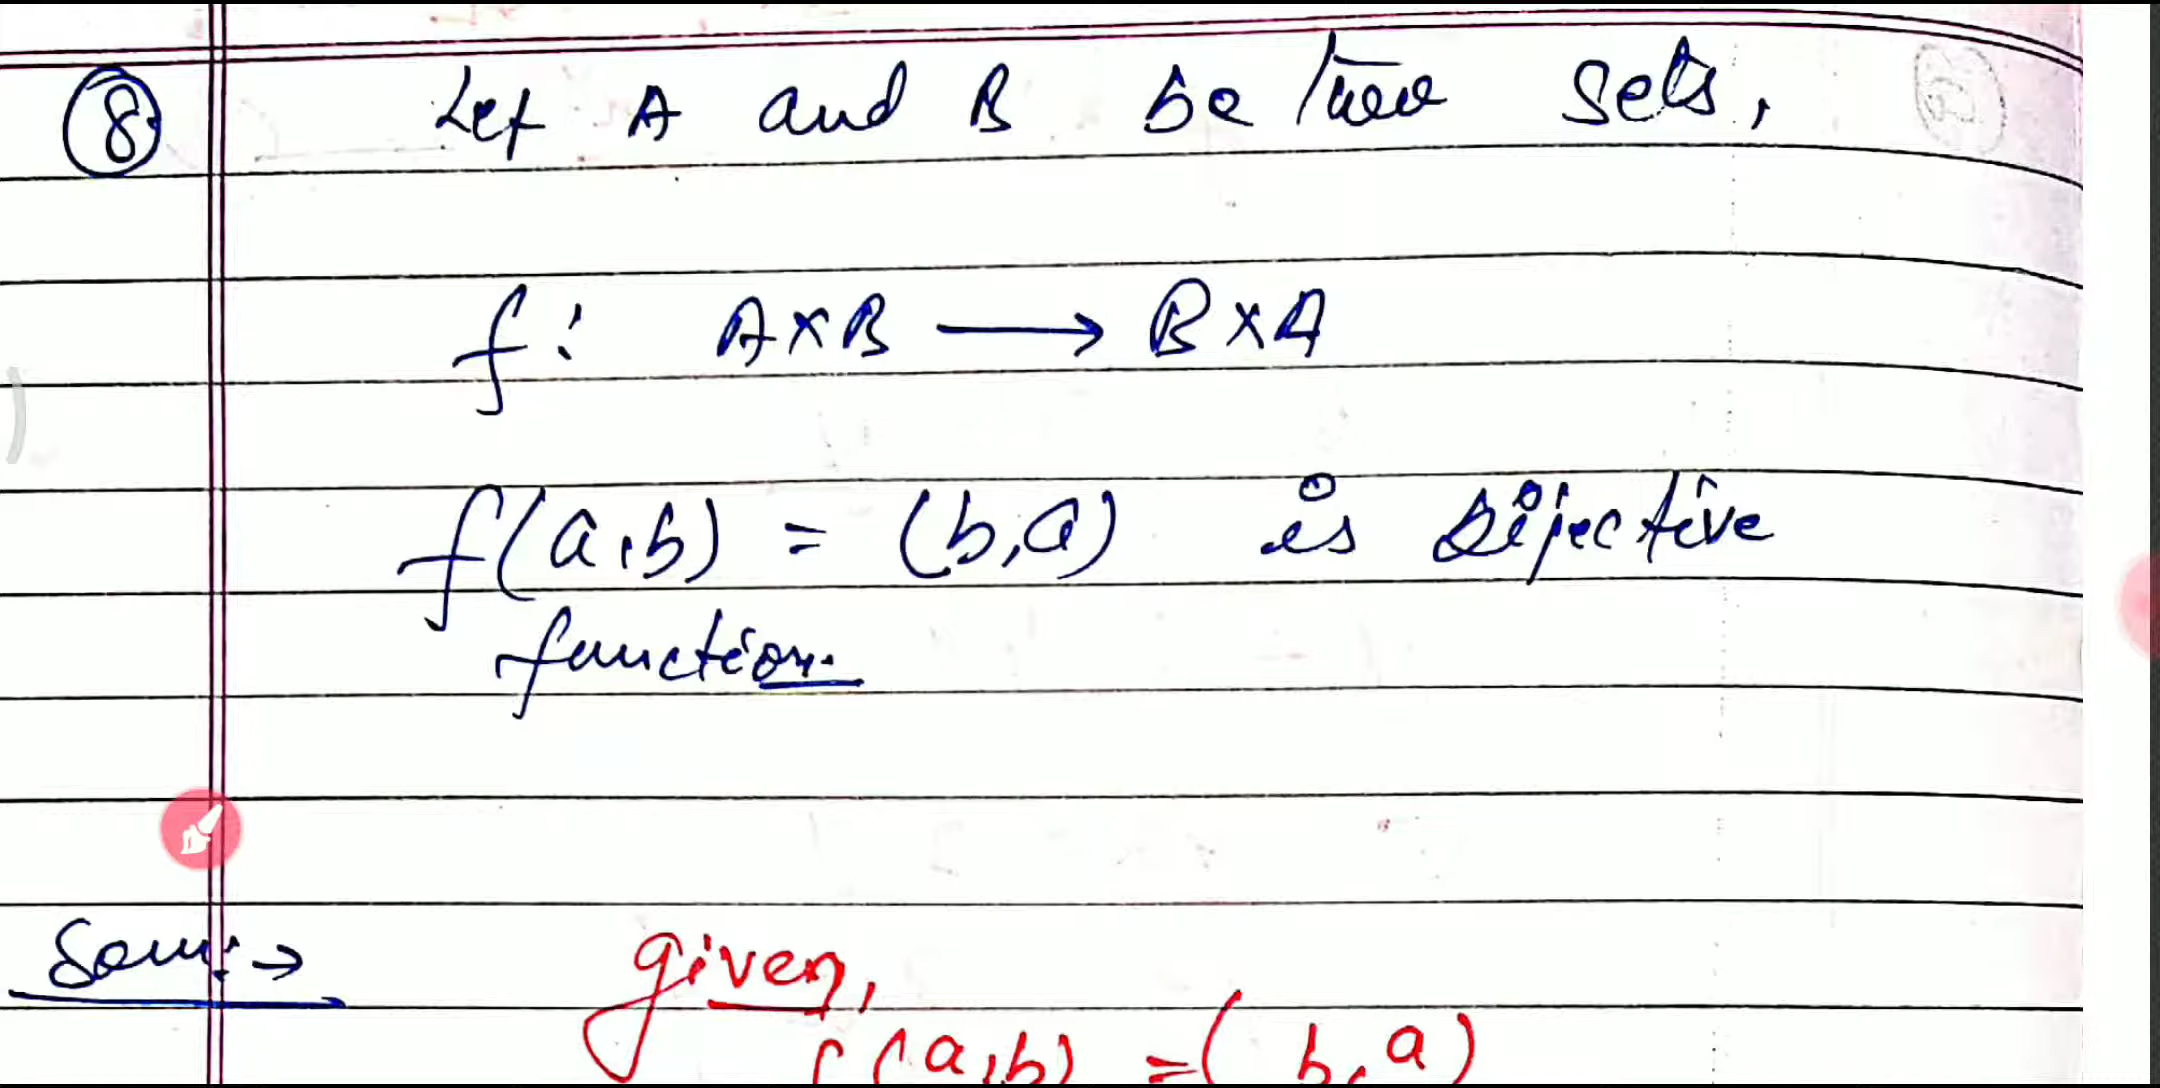 8 Let A and B be two sets,
f: A×B → B×A
f(a,b) = (b,a) is Bijective
function.
Soln:→ given,
f(a,b) = (b,a)